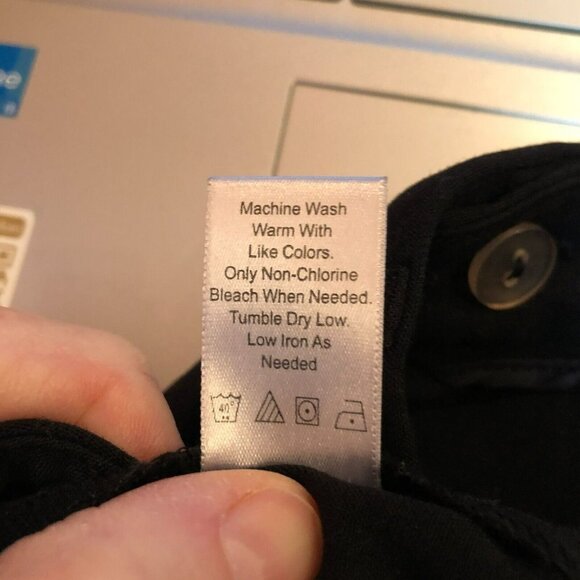 Machine Wash
Warm With
Like Colors.
Only Non-Chlorine
Bleach When Needed.
Tumble Dry Low.
Low Iron As
Needed
40°